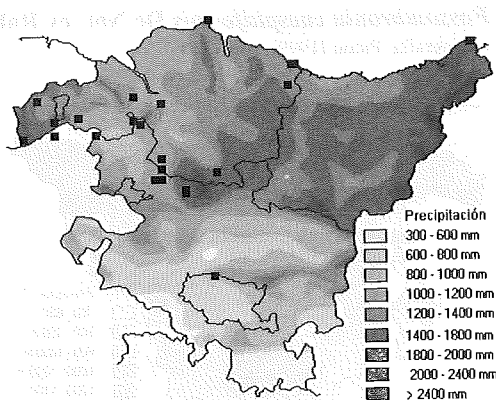 Precipitación
300 - 600 mm
600 - 800 mm
800 - 1000 mm
1000 - 1200 mm
1200 - 1400 mm
1400 - 1800 mm
1800 - 2000 mm
2000 - 2400 mm
> 2400 mm